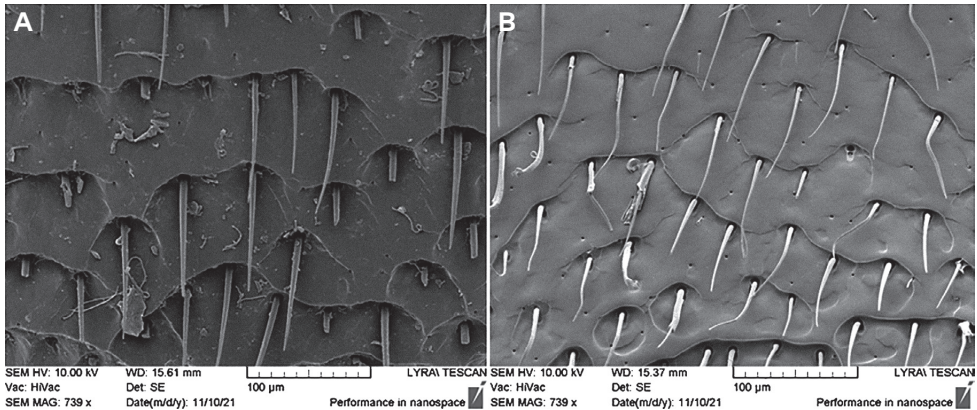 A
B
SEM HV: 10.00 kV WD: 15.61 mm LYRA\ TESCAN
Vac: HiVac Det: SE 100 µm
SEM MAG: 739 x Date(m/d/y): 11/10/21 Performance in nanospace
SEM HV: 10.00 kV WD: 15.37 mm LYRA\ TESCAN
Vac: HiVac Det: SE 100 µm
SEM MAG: 739 x Date(m/d/y): 11/10/21 Performance in nanospace